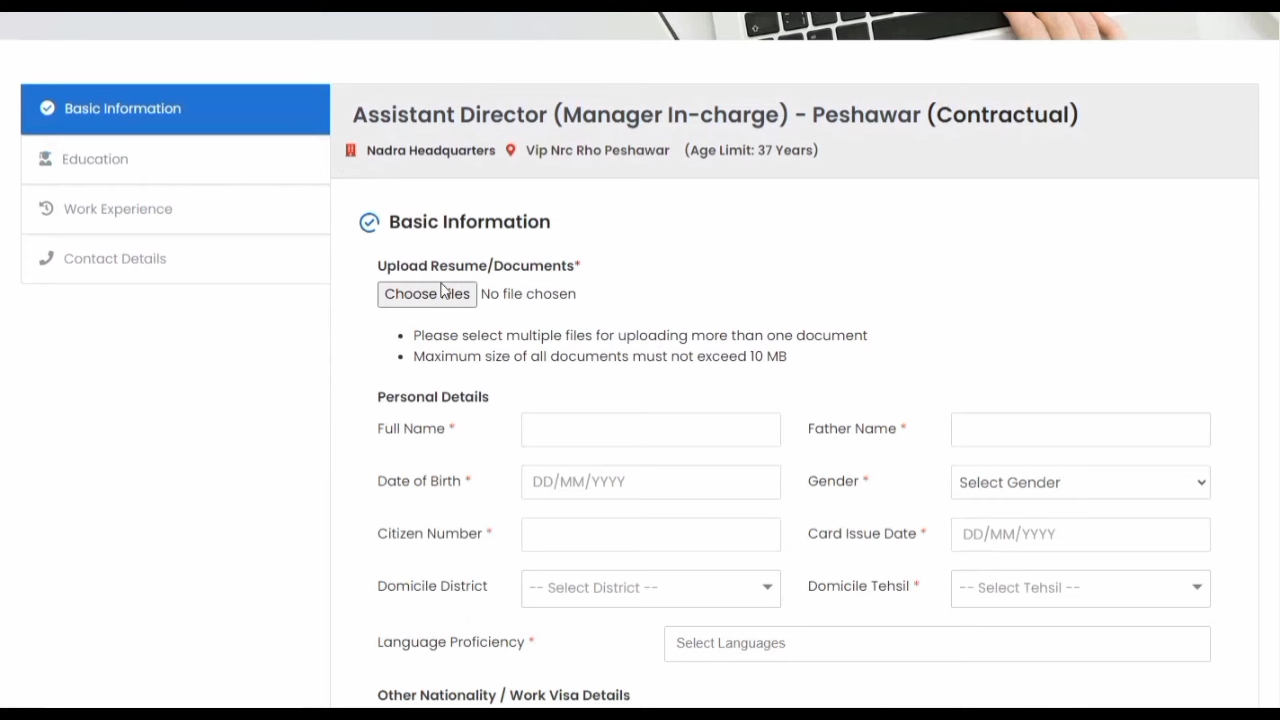 Basic Information
Education
Work Experience
Contact Details
Assistant Director (Manager In-charge) - Peshawar (Contractual)
Nadra Headquarters Vip Nrc Rho Peshawar (Age Limit: 37 Years)
Basic Information
Upload Resume/Documents*
Choose Files No file chosen
Please select multiple files for uploading more than one document
Maximum size of all documents must not exceed 10 MB
Personal Details
Full Name * Father Name *
Date of Birth * DD/MM/YYYY Gender * Select Gender
Citizen Number * Card Issue Date * DD/MM/YYYY
Domicile District -- Select District -- Domicile Tehsil * -- Select Tehsil --
Language Proficiency * Select Languages
Other Nationality / Work Visa Details